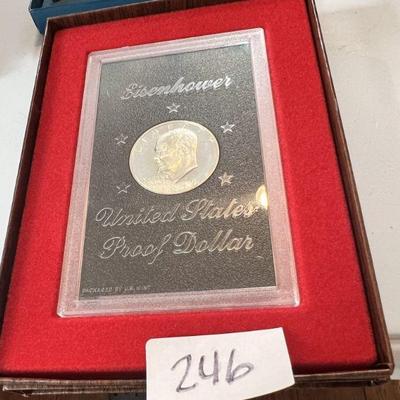 Eisenhower
United States
Proof Dollar
PACKAGED BY U.S. MINT
246